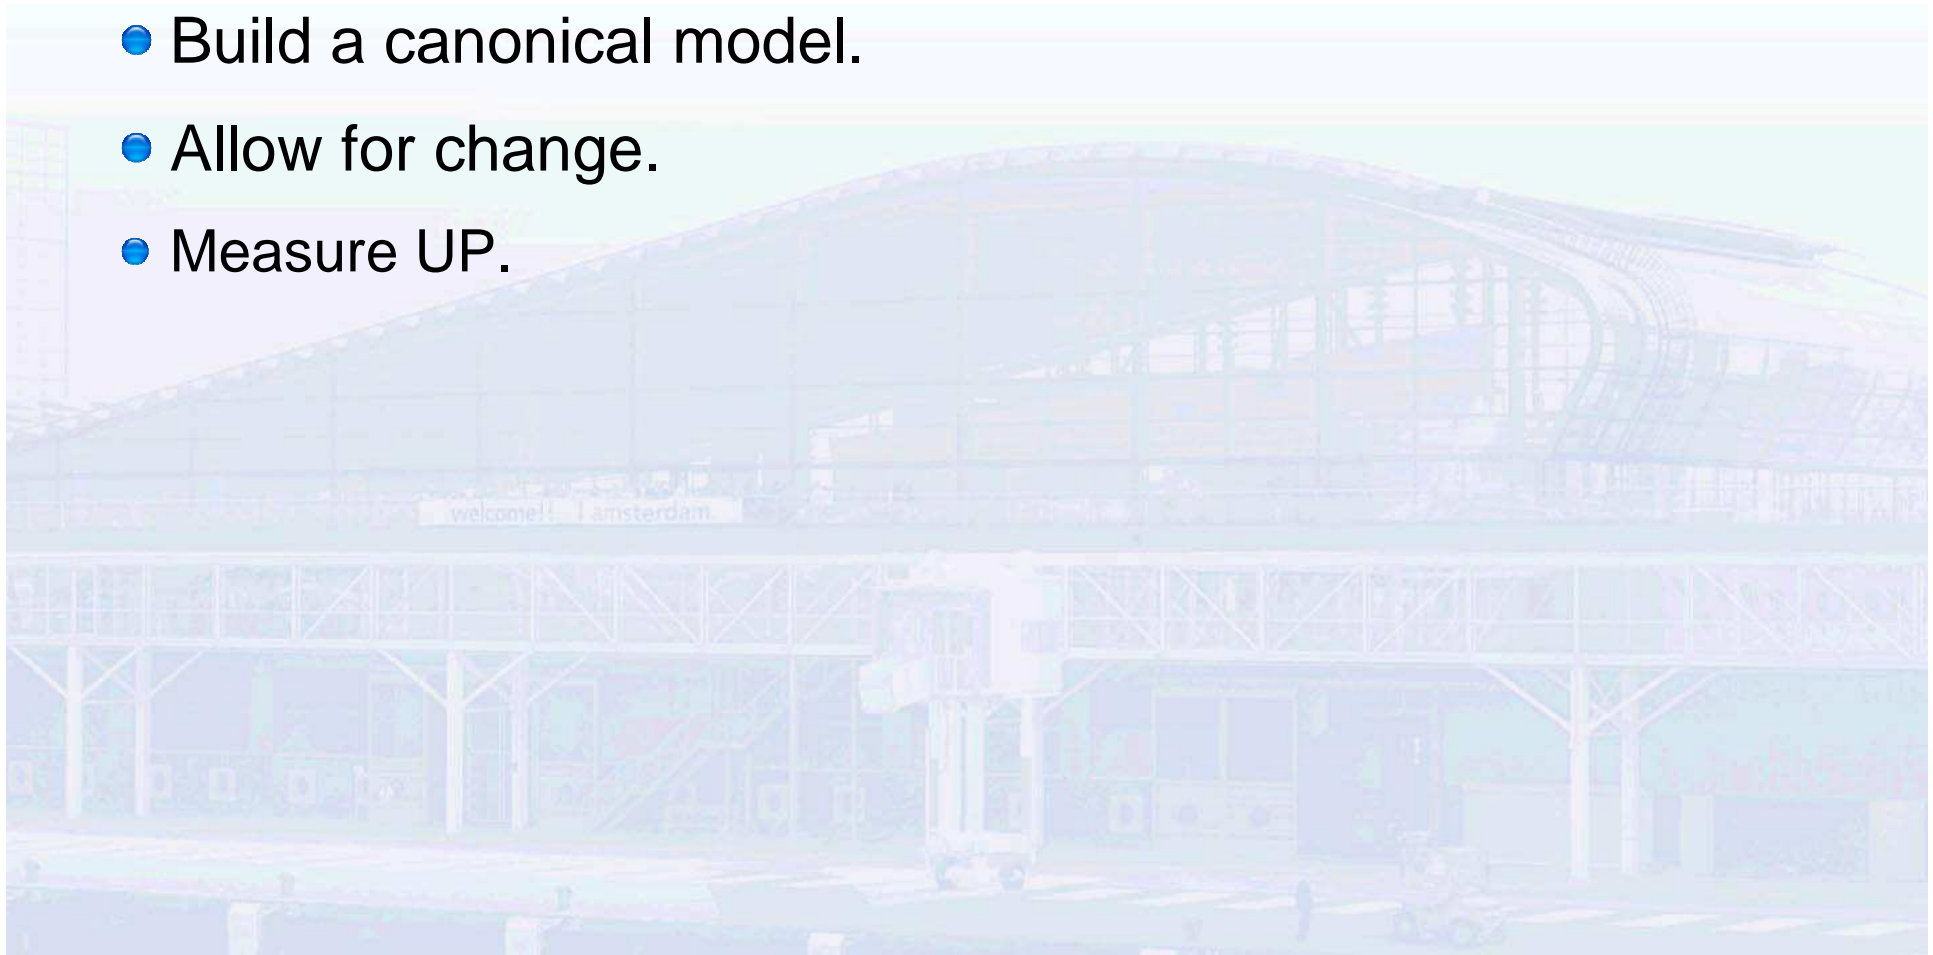 Build a canonical model.
Allow for change.
Measure UP.
welcome!! I amsterdam.